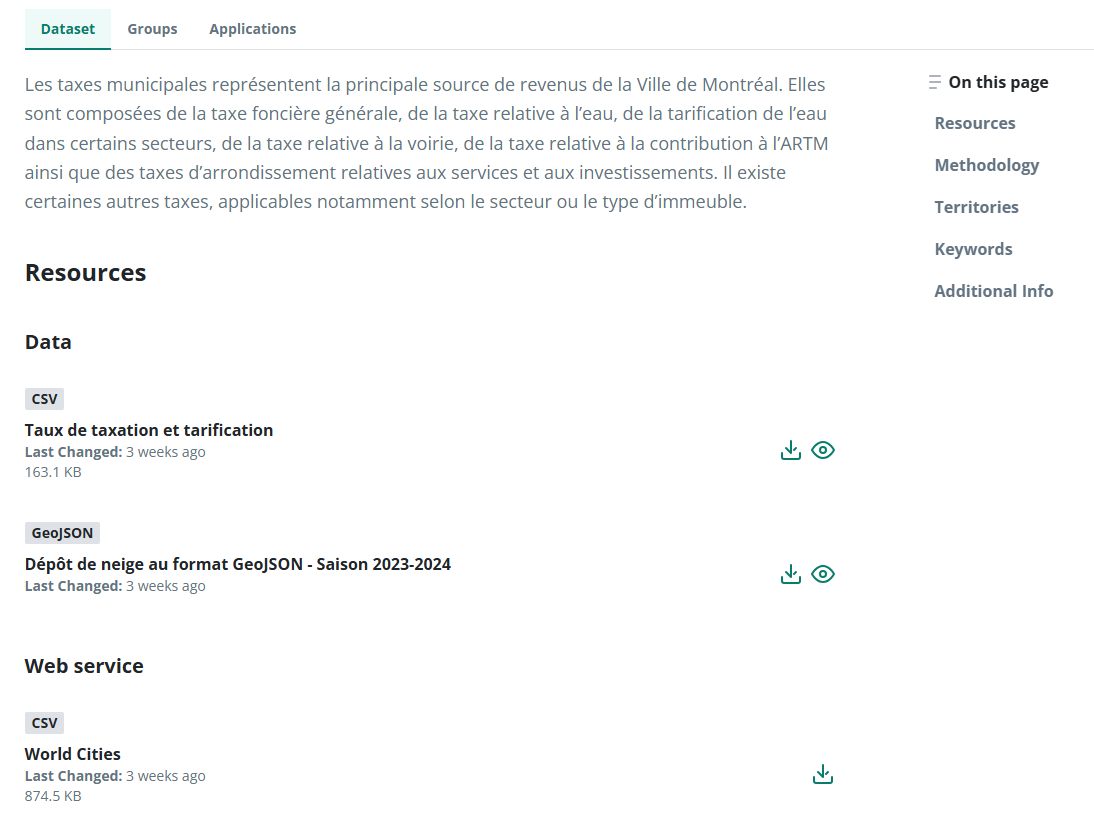 Dataset Groups Applications
Les taxes municipales représentent la principale source de revenus de la Ville de Montréal. Elles
sont composées de la taxe foncière générale, de la taxe relative à l’eau, de la tarification de l’eau
dans certains secteurs, de la taxe relative à la voirie, de la taxe relative à la contribution à l’ARTM
ainsi que des taxes d’arrondissement relatives aux services et aux investissements. Il existe
certaines autres taxes, applicables notamment selon le secteur ou le type d’immeuble.
Resources
Data
CSV
Taux de taxation et tarification
Last Changed: 3 weeks ago
163.1 KB
GeoJSON
Dépôt de neige au format GeoJSON - Saison 2023-2024
Last Changed: 3 weeks ago
Web service
CSV
World Cities
Last Changed: 3 weeks ago
874.5 KB
On this page
Resources
Methodology
Territories
Keywords
Additional Info